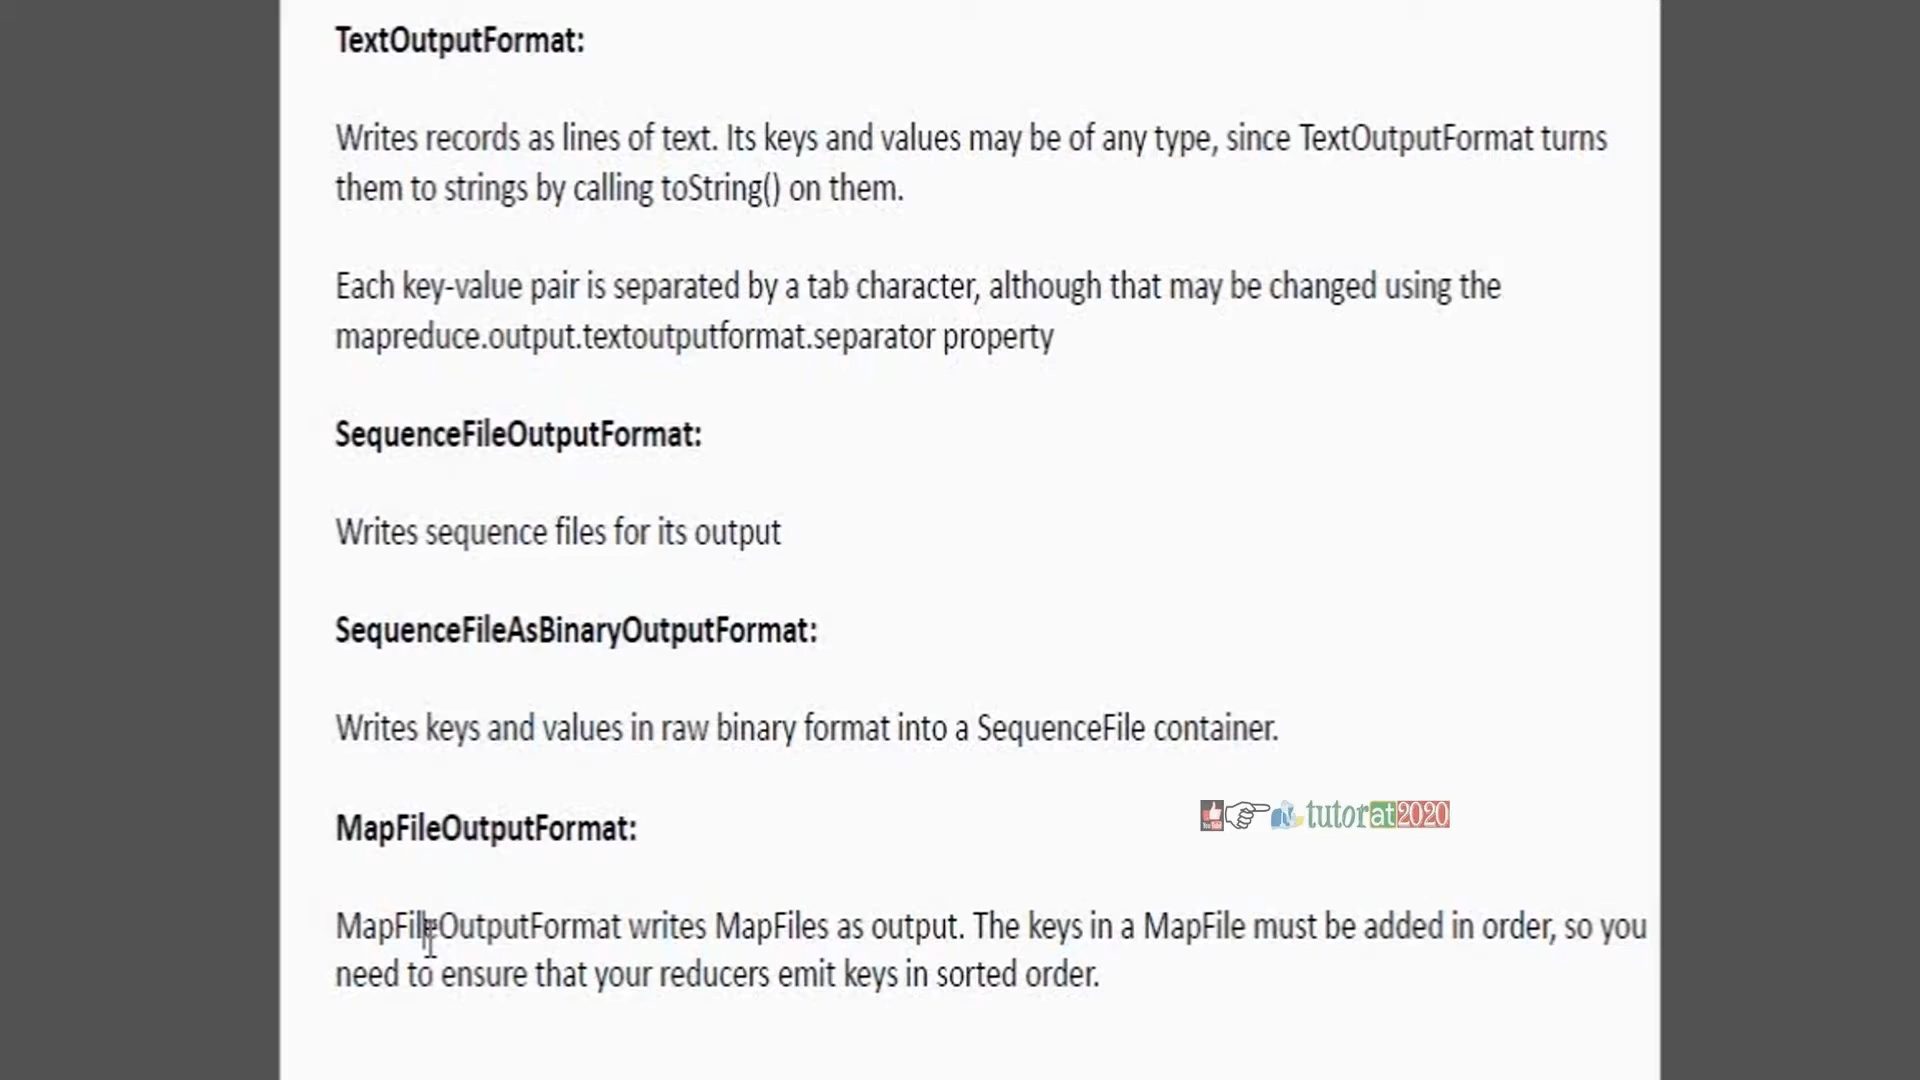 TextOutputFormat:
Writes records as lines of text. Its keys and values may be of any type, since TextOutputFormat turns
them to strings by calling toString() on them.
Each key-value pair is separated by a tab character, although that may be changed using the
mapreduce.output.textoutputformat.separator property
SequenceFileOutputFormat:
Writes sequence files for its output
SequenceFileAsBinaryOutputFormat:
Writes keys and values in raw binary format into a SequenceFile container.
tutorat2020
MapFileOutputFormat:
MapFileOutputFormat writes MapFiles as output. The keys in a MapFile must be added in order, so you
need to ensure that your reducers emit keys in sorted order.